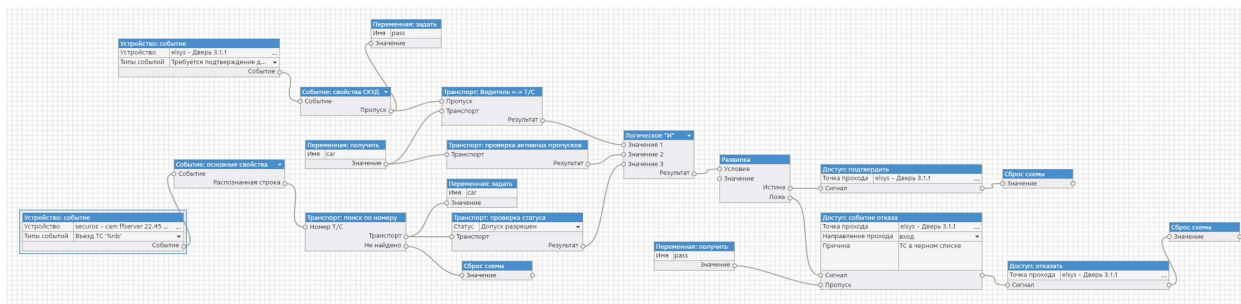 Переменная: задать
Имя pass
Значение
Устройство: событие
Устройство elsys – Дверь 3.1.1 ...
Типы событий Требуется подтверждение д...
Событие
Событие: свойства СКУД
Событие
Пропуск
Транспорт: Водитель <-> Т/С
Пропуск
Транспорт
Результат
Переменная: получить
Имя car
Значение
Транспорт: проверка активных пропусков
Транспорт
Результат
Логическое "И"
Значение 1
Значение 2
Значение 3
Результат
Событие: основные свойства
Событие
Распознанная строка
Развилка
Условие
Значение
Истина
Ложь
Доступ: подтвердить
Точка прохода elsys – Дверь 3.1.1 ...
Сигнал
Сброс схемы
Значение
Переменная: задать
Имя car
Значение
Устройство: событие
Устройство securos – cam ffserver 22.45 ... ...
Типы событий Въезд ТС '%nb'
Событие
Транспорт: поиск по номеру
Номер Т/С
Транспорт
Не найдено
Транспорт: проверка статуса
Статус Допуск разрешен
Транспорт
Результат
Сброс схемы
Значение
Переменная: получить
Имя pass
Значение
Доступ: событие отказа
Точка прохода elsys – Дверь 3.1.1 ...
Направление прохода вход
Причина ТС в черном списке
Сигнал
Пропуск
Доступ: отказать
Точка прохода elsys – Дверь 3.1.1 ...
Сигнал
Сброс схемы
Значение